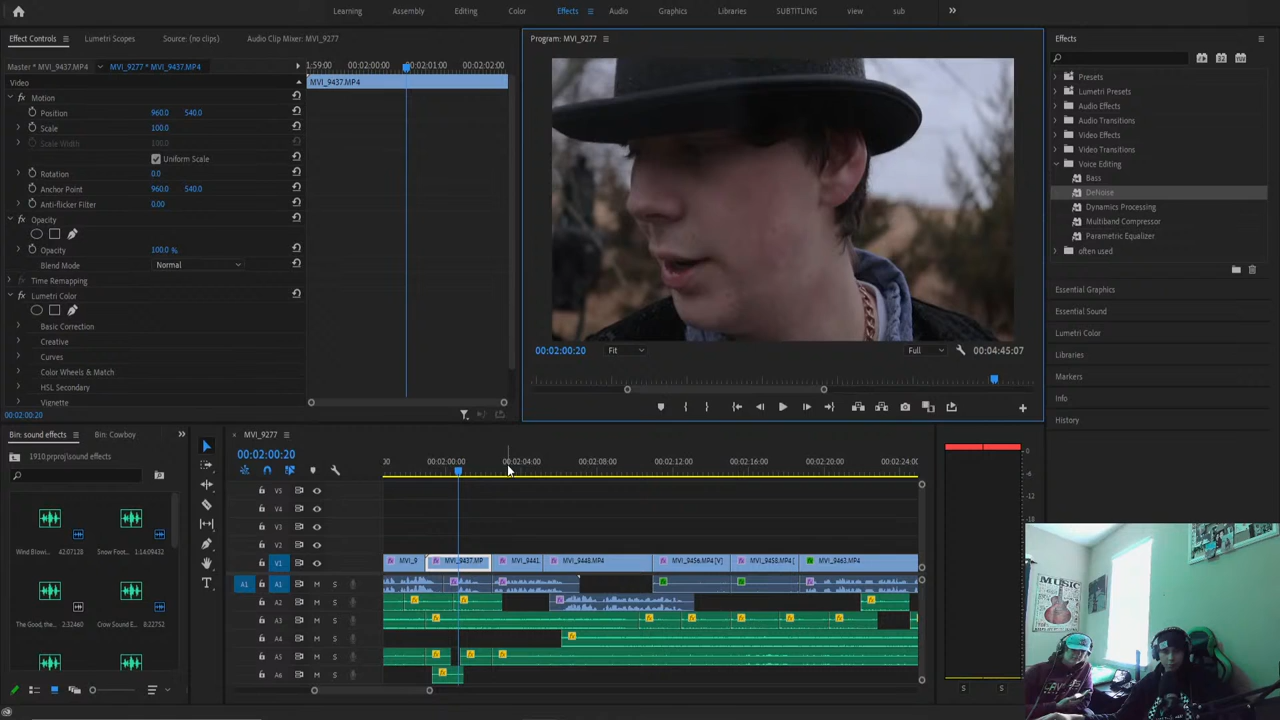 Learning Assembly Editing Color Effects Audio Graphics Libraries SUBTITLING view sub
Effect Controls Lumetri Scopes Source: (no clips) Audio Clip Mixer: MVI_9277
Master * MVI_9437.MP4 MVI_9277 * MVI_9437.MP4
1:59:00 00:02:00:00 00:02:01:00 00:02:02:00
Video
MVI_9437.MP4
Motion
Position 960.0 540.0
Scale 100.0
Scale Width 100.0
Uniform Scale
Rotation 0.0
Anchor Point 960.0 540.0
Anti-flicker Filter 0.00
Opacity
Opacity 100.0 %
Blend Mode Normal
Time Remapping
Lumetri Color
Basic Correction
Creative
Curves
Color Wheels & Match
HSL Secondary
Vignette
00:02:00:20
Program: MVI_9277
00:02:00:20 Fit Full 00:04:45:07
Effects
Presets
Lumetri Presets
Audio Effects
Audio Transitions
Video Effects
Video Transitions
Voice Editing
Bass
DeNoise
Dynamics Processing
Multiband Compressor
Parametric Equalizer
often used
Essential Graphics
Essential Sound
Lumetri Color
Libraries
Markers
Info
History
Bin: sound effects Bin: Cowboy
1910.prproj\sound effects
Wind Blowi... 42.07128 Snow Foot... 1:14.09432
The Good, the... 2.32460 Crow Sound E... 8.22752
MVI_9277
00:02:00:20
:00 00:02:00:00 00:02:04:00 00:02:08:00 00:02:12:00 00:02:16:00 00:02:20:00 00:02:24:00
V5
V4
V3
V2
V1
MVI_9 MVI_9437.MP MVI_9441. MVI_9448.MP4 MVI_9456.MP4 [V] MVI_9458.MP4 [ MVI_9463.MP4
A1 A1 M S
A2 M S
A3 M S
A4 M S
A5 M S
A6 M S
0
-6
-12
-18
S S
MUSIC